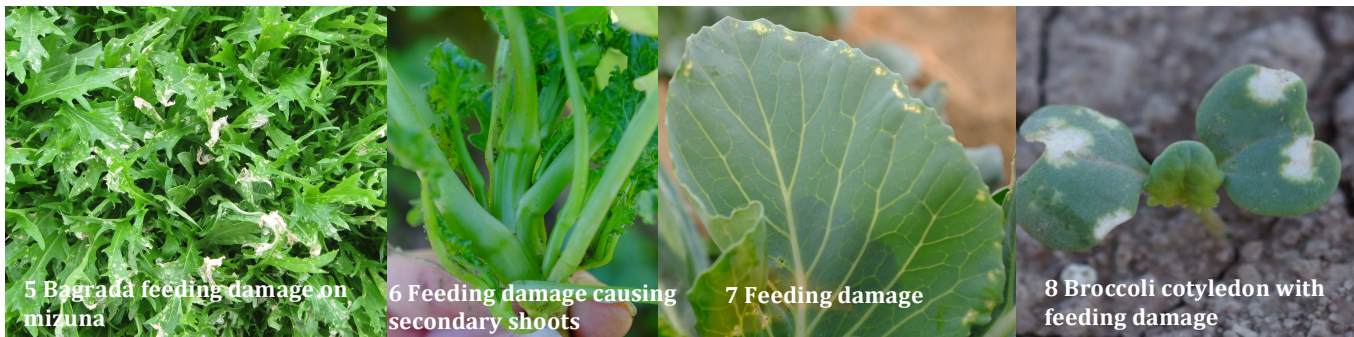 5 Bagrada feeding damage on
mizuna
6 Feeding damage causing
secondary shoots
7 Feeding damage
8 Broccoli cotyledon with
feeding damage